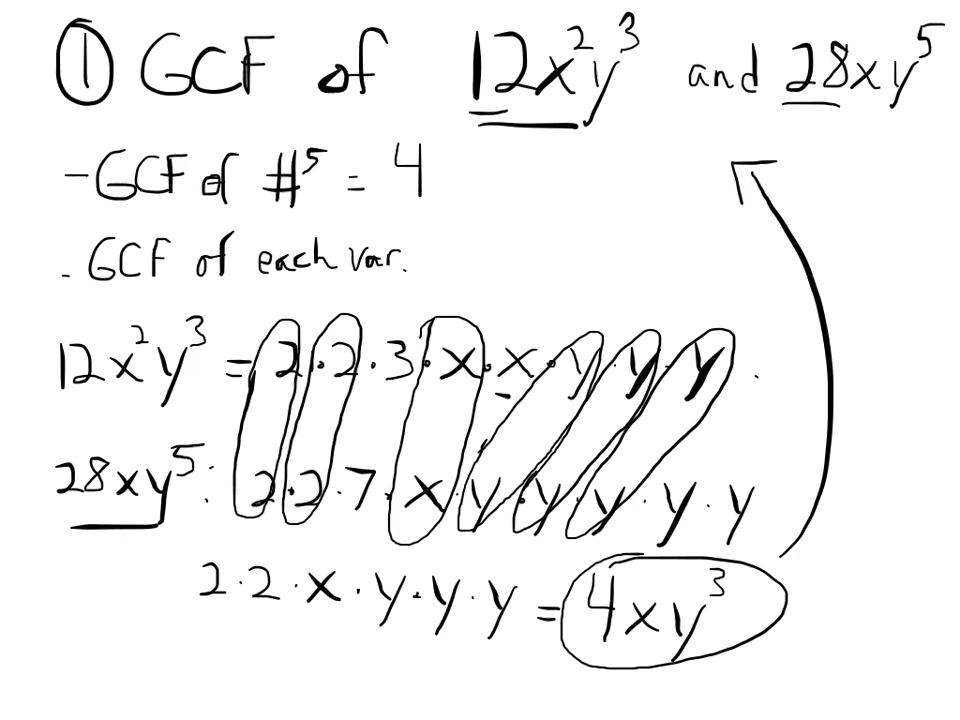 ① GCF of 12x²y³ and 28xy⁵
- GCF of #ˢ = 4
- GCF of each var.
12x²y³ = 2·2·3·x·x·y·y·y
28xy⁵: 2·2·7·x·y·y·y·y·y
2·2·x·y·y·y = 4xy³